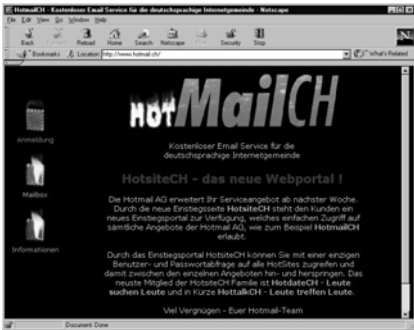 HotmailCH - Kostenloser Email Service für die deutschsprachige Internetgemeinde - Netscape
File Edit View Go Window Help
Back Reload Home Search Netscape Print Security Stop
Bookmarks Location: http://www.hotmail.ch/ What's Related
HOTMailCH
Kostenloser Email Service für die
deutschsprachige Internetgemeinde
Anmeldung
HotsiteCH - das neue Webportal !
Mailbox
Die Hotmail AG erweitert Ihr Serviceangebot ab nächster Woche.
Durch die neue Einstiegsseite HotsiteCH steht den Kunden ein
neues Einstiegsportal zur Verfügung, welches einfachen Zugriff auf
sämtliche Angebote der Hotmail AG, wie zum Beispiel HotmailCH
erlaubt.
Informationen
Durch das Einstiegsportal HotsiteCH können Sie mit einer einzigen
Benutzer- und Passwortabfrage auf alle HotSites zugreifen und
damit zwischen den einzelnen Angeboten hin- und herspringen. Das
neuste Mitglied der HotsiteCH Familie ist HotdateCH - Leute
suchen Leute und in Kürze HottalkCH - Leute treffen Leute.
Viel Vergnügen - Euer Hotmail-Team
Document: Done